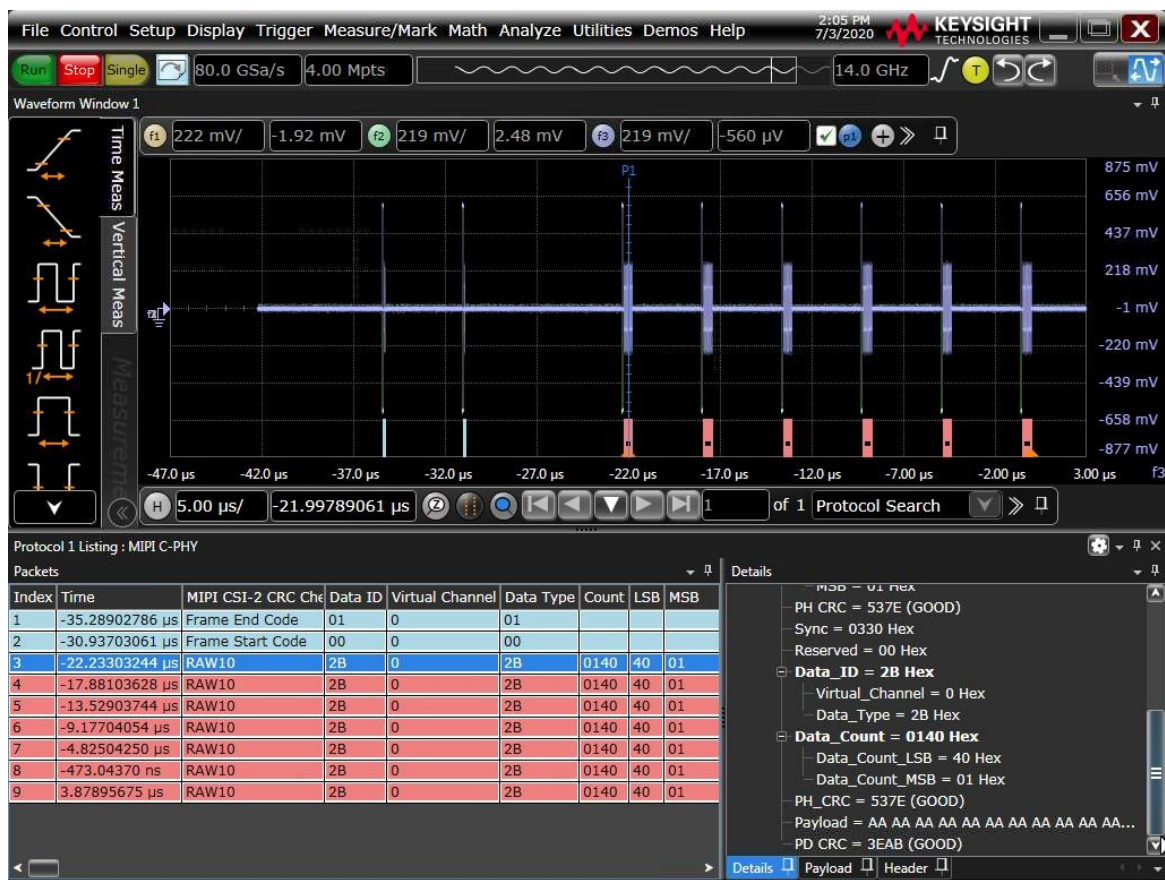 File Control Setup Display Trigger Measure/Mark Math Analyze Utilities Demos Help 2:05 PM 7/3/2020 KEYSIGHT TECHNOLOGIES
Run Stop Single 80.0 GSa/s 4.00 Mpts 14.0 GHz T
Waveform Window 1
f1 222 mV/ -1.92 mV f2 219 mV/ 2.48 mV f3 219 mV/ -560 µV p1
Time Meas
Vertical Meas
P1
875 mV
656 mV
437 mV
218 mV
-1 mV
-220 mV
-439 mV
-658 mV
-877 mV
1/
-47.0 µs -42.0 µs -37.0 µs -32.0 µs -27.0 µs -22.0 µs -17.0 µs -12.0 µs -7.00 µs -2.00 µs 3.00 µs f3
H 5.00 µs/ -21.99789061 µs Z 1 of 1 Protocol Search
Protocol 1 Listing : MIPI C-PHY
Packets
Index Time MIPI CSI-2 CRC Che Data ID Virtual Channel Data Type Count LSB MSB
1 -35.28902786 µs Frame End Code 01 0 01
2 -30.93703061 µs Frame Start Code 00 0 00
3 -22.23303244 µs RAW10 2B 0 2B 0140 40 01
4 -17.88103628 µs RAW10 2B 0 2B 0140 40 01
5 -13.52903744 µs RAW10 2B 0 2B 0140 40 01
6 -9.17704054 µs RAW10 2B 0 2B 0140 40 01
7 -4.82504250 µs RAW10 2B 0 2B 0140 40 01
8 -473.04370 ns RAW10 2B 0 2B 0140 40 01
9 3.87895675 µs RAW10 2B 0 2B 0140 40 01
Details
MSB = 01 Hex
PH CRC = 537E (GOOD)
Sync = 0330 Hex
Reserved = 00 Hex
Data_ID = 2B Hex
Virtual_Channel = 0 Hex
Data_Type = 2B Hex
Data_Count = 0140 Hex
Data_Count_LSB = 40 Hex
Data_Count_MSB = 01 Hex
PH_CRC = 537E (GOOD)
Payload = AA AA AA AA AA AA AA AA AA AA AA...
PD CRC = 3EAB (GOOD)
Details Payload Header